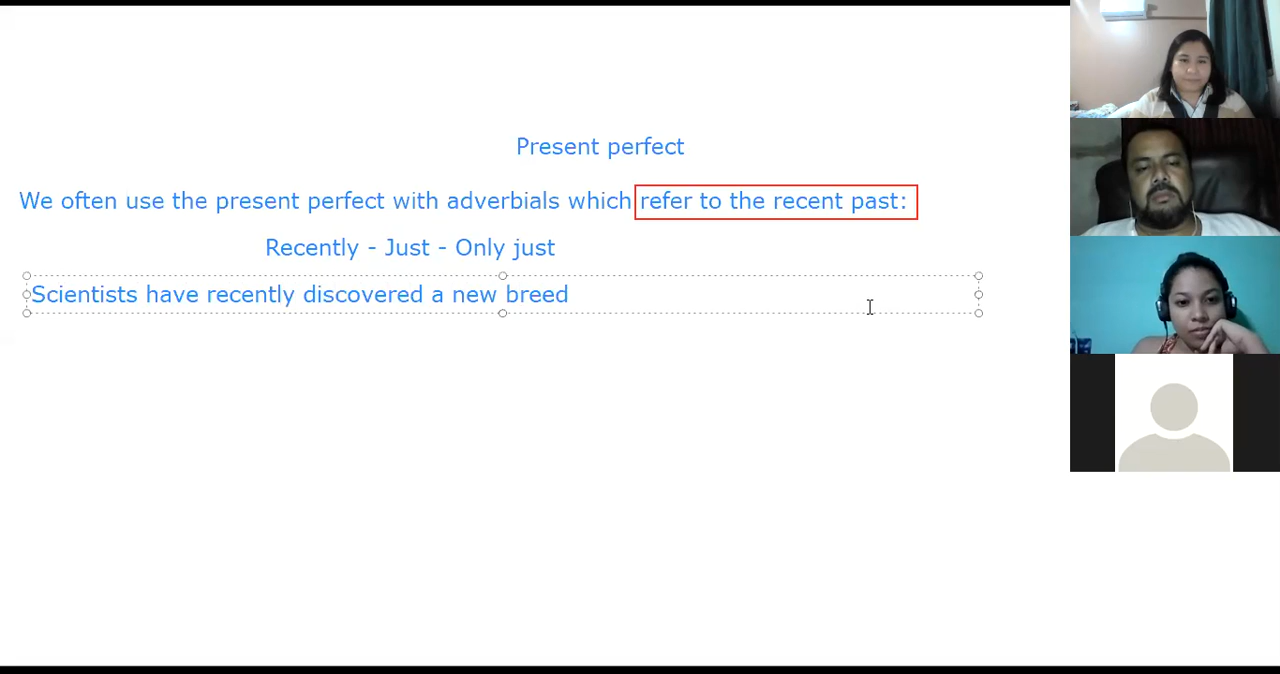 Present perfect
We often use the present perfect with adverbials which refer to the recent past:
Recently - Just - Only just
Scientists have recently discovered a new breed